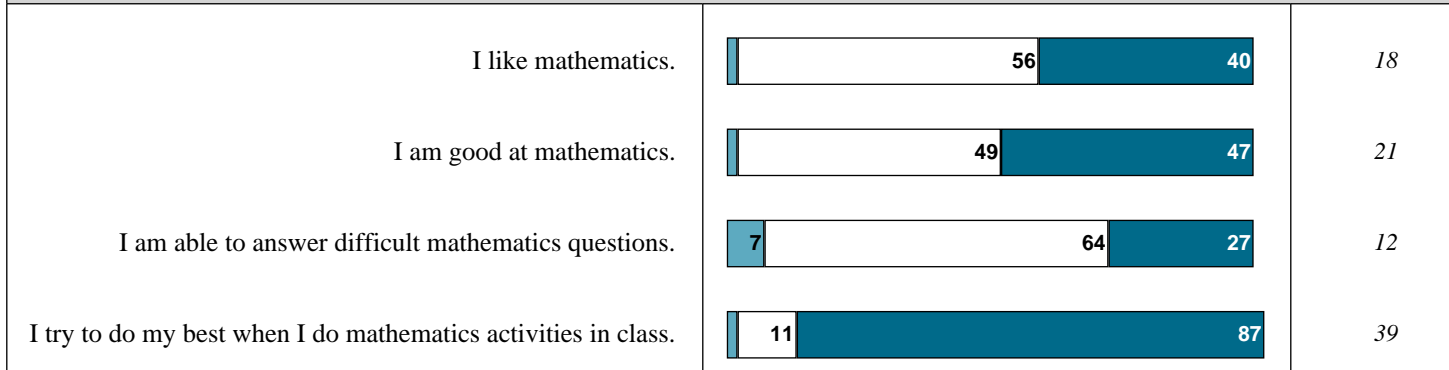 I like mathematics. 56 40 18
I am good at mathematics. 49 47 21
I am able to answer difficult mathematics questions. 7 64 27 12
I try to do my best when I do mathematics activities in class. 11 87 39